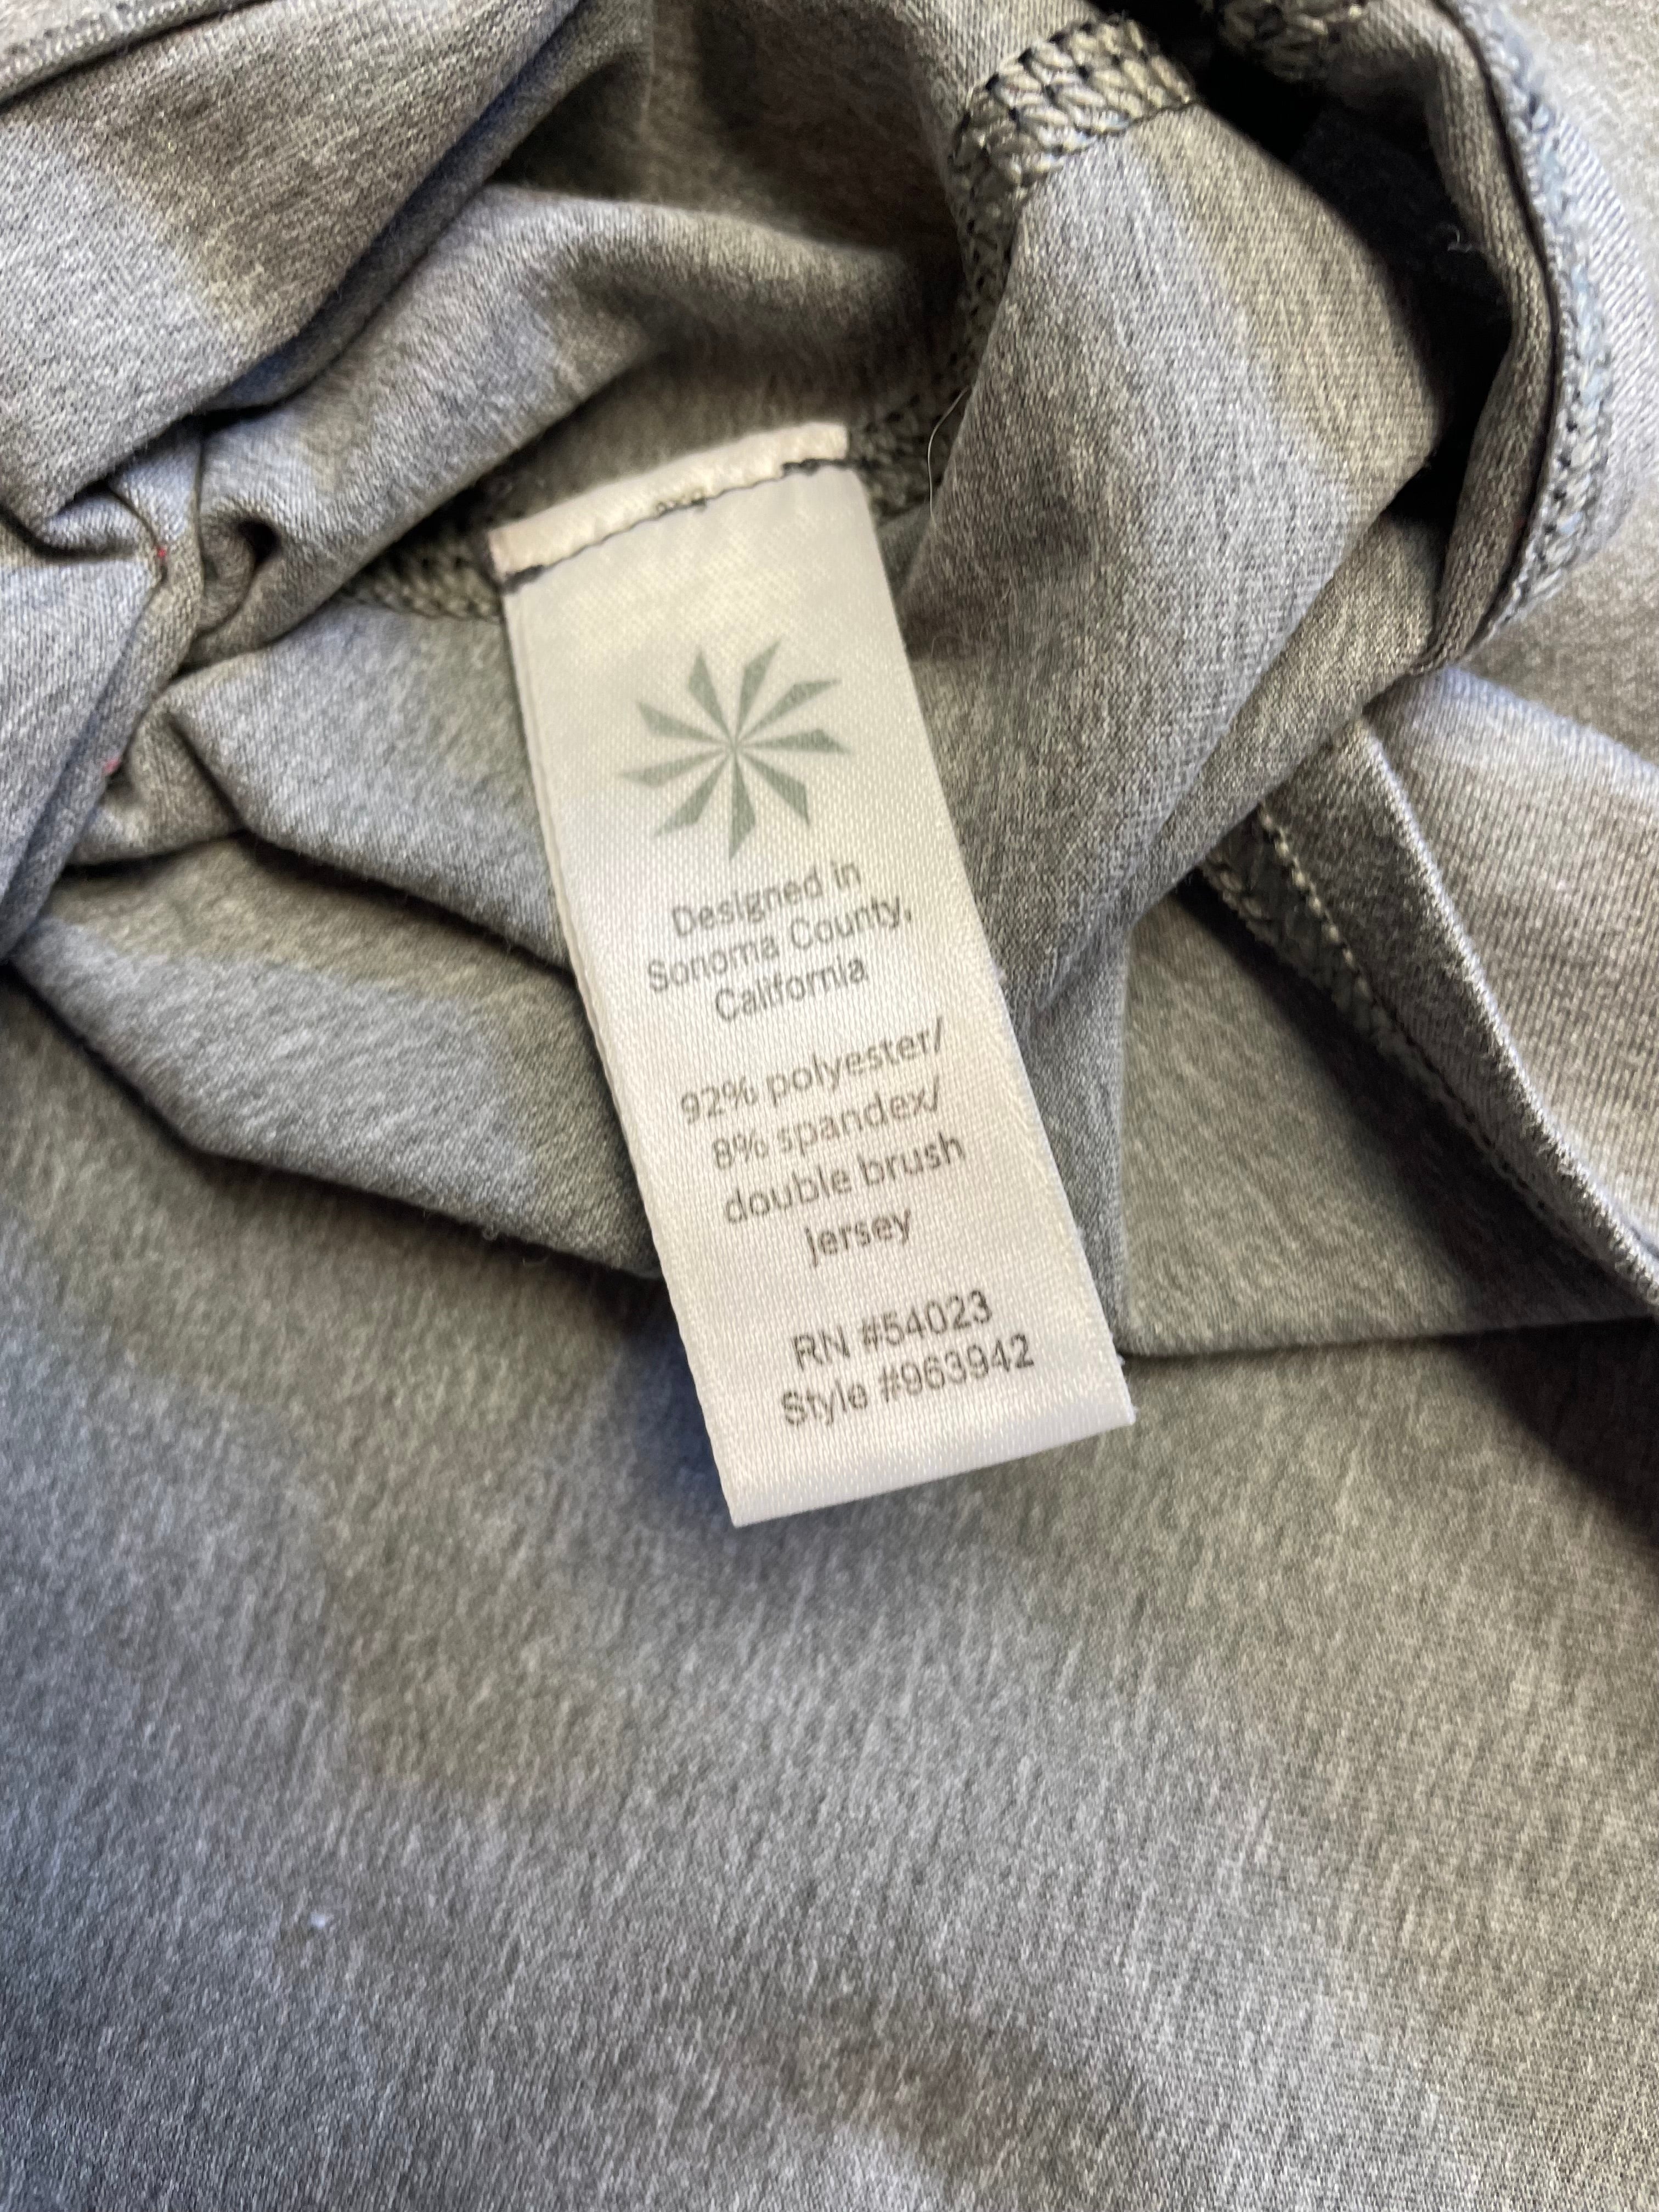 Designed in
Sonoma County,
California
92% polyester/
8% spandex/
double brush
jersey
RN #54023
Style #963942